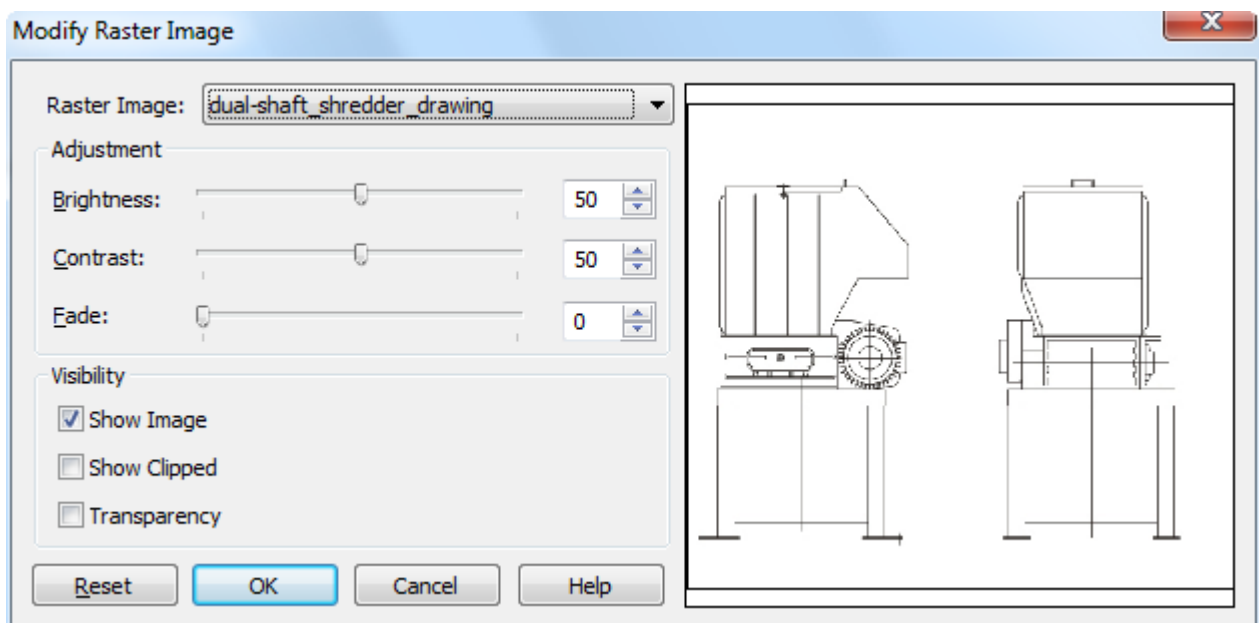 Modify Raster Image
Raster Image: dual-shaft_shredder_drawing
Adjustment
Brightness: 50
Contrast: 50
Fade: 0
Visibility
Show Image
Show Clipped
Transparency
Reset OK Cancel Help